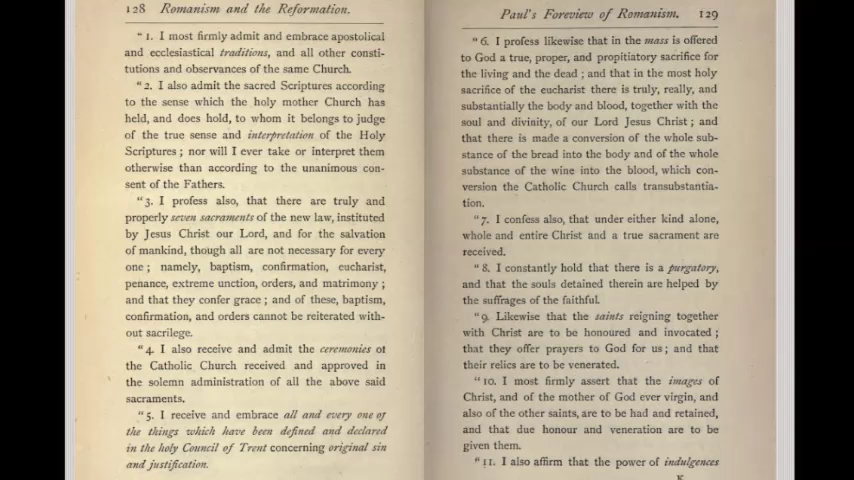 128 Romanism and the Reformation.
" 1. I most firmly admit and embrace apostolical
and ecclesiastical traditions, and all other consti-
tutions and observances of the same Church.
" 2. I also admit the sacred Scriptures according
to the sense which the holy mother Church has
held, and does hold, to whom it belongs to judge
of the true sense and interpretation of the Holy
Scriptures ; nor will I ever take or interpret them
otherwise than according to the unanimous con-
sent of the Fathers.
" 3. I profess also, that there are truly and
properly seven sacraments of the new law, instituted
by Jesus Christ our Lord, and for the salvation
of mankind, though all are not necessary for every
one ; namely, baptism, confirmation, eucharist,
penance, extreme unction, orders, and matrimony ;
and that they confer grace ; and of these, baptism,
confirmation, and orders cannot be reiterated with-
out sacrilege.
" 4. I also receive and admit the ceremonies of
the Catholic Church received and approved in
the solemn administration of all the above said
sacraments.
" 5. I receive and embrace all and every one of
the things which have been defined and declared
in the holy Council of Trent concerning original sin
and justification.
Paul's Foreview of Romanism. 129
" 6. I profess likewise that in the mass is offered
to God a true, proper, and propitiatory sacrifice for
the living and the dead ; and that in the most holy
sacrifice of the eucharist there is truly, really, and
substantially the body and blood, together with the
soul and divinity, of our Lord Jesus Christ ; and
that there is made a conversion of the whole sub-
stance of the bread into the body and of the whole
substance of the wine into the blood, which con-
version the Catholic Church calls transubstantia-
tion.
" 7. I confess also, that under either kind alone,
whole and entire Christ and a true sacrament are
received.
" 8. I constantly hold that there is a purgatory,
and that the souls detained therein are helped by
the suffrages of the faithful.
" 9. Likewise that the saints reigning together
with Christ are to be honoured and invocated ;
that they offer prayers to God for us ; and that
their relics are to be venerated.
" 10. I most firmly assert that the images of
Christ, and of the mother of God ever virgin, and
also of the other saints, are to be had and retained,
and that due honour and veneration are to be
given them.
" 11. I also affirm that the power of indulgences
K